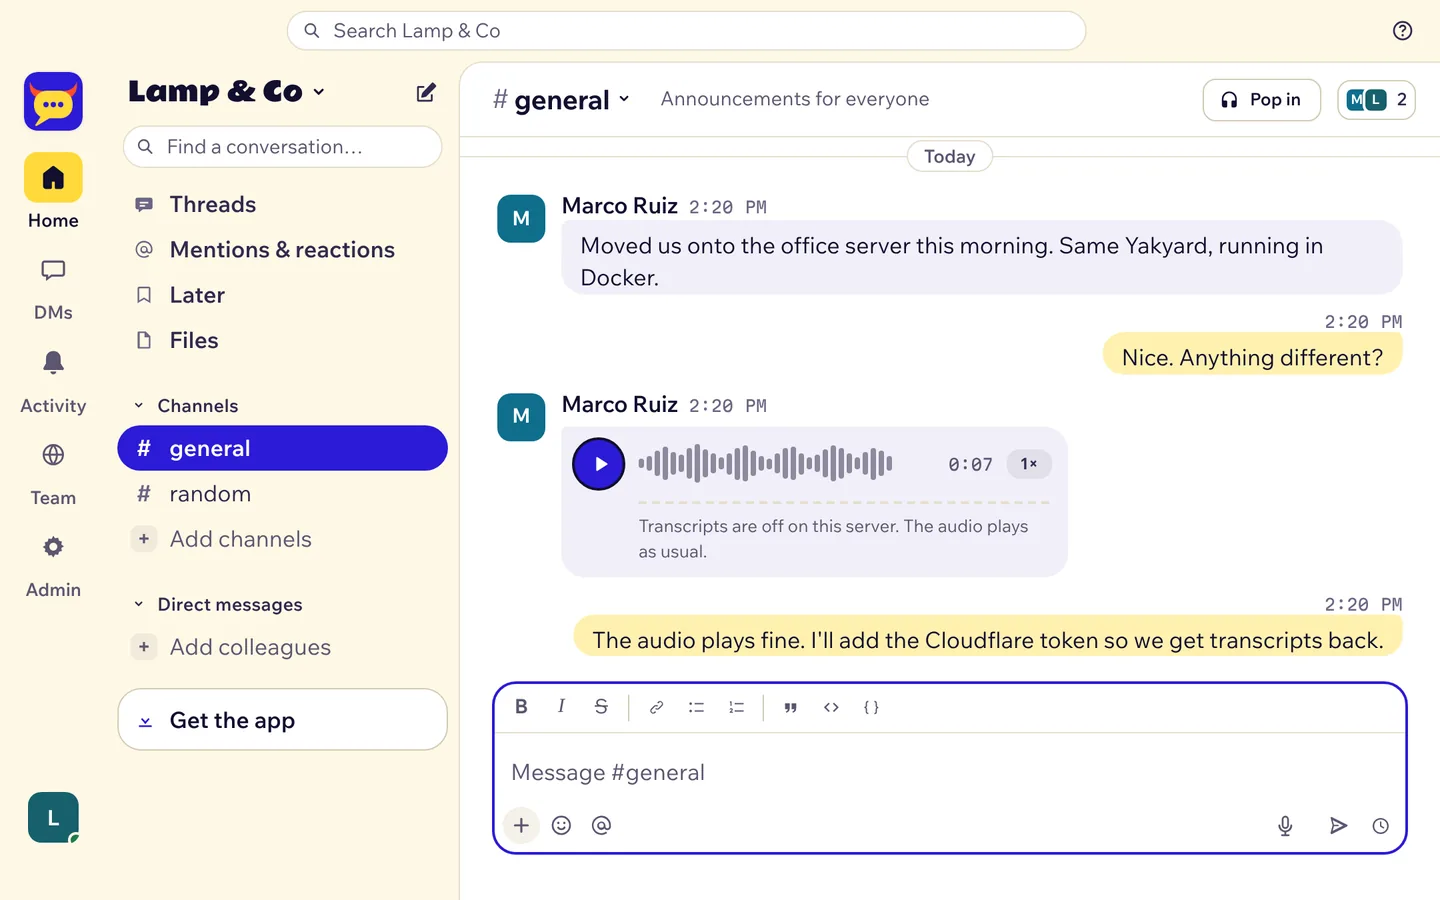 Search Lamp & Co
Lamp & Co
Find a conversation…
Home
DMs
Activity
Team
Admin
L
Threads
Mentions & reactions
Later
Files
Channels
# general
# random
+ Add channels
Direct messages
+ Add colleagues
Get the app
# general
Announcements for everyone
Pop in
M L 2
Today
M
Marco Ruiz 2:20 PM
Moved us onto the office server this morning. Same Yakyard, running in
Docker.
2:20 PM
Nice. Anything different?
M
Marco Ruiz 2:20 PM
0:07 1×
Transcripts are off on this server. The audio plays
as usual.
2:20 PM
The audio plays fine. I'll add the Cloudflare token so we get transcripts back.
B I S
Message #general